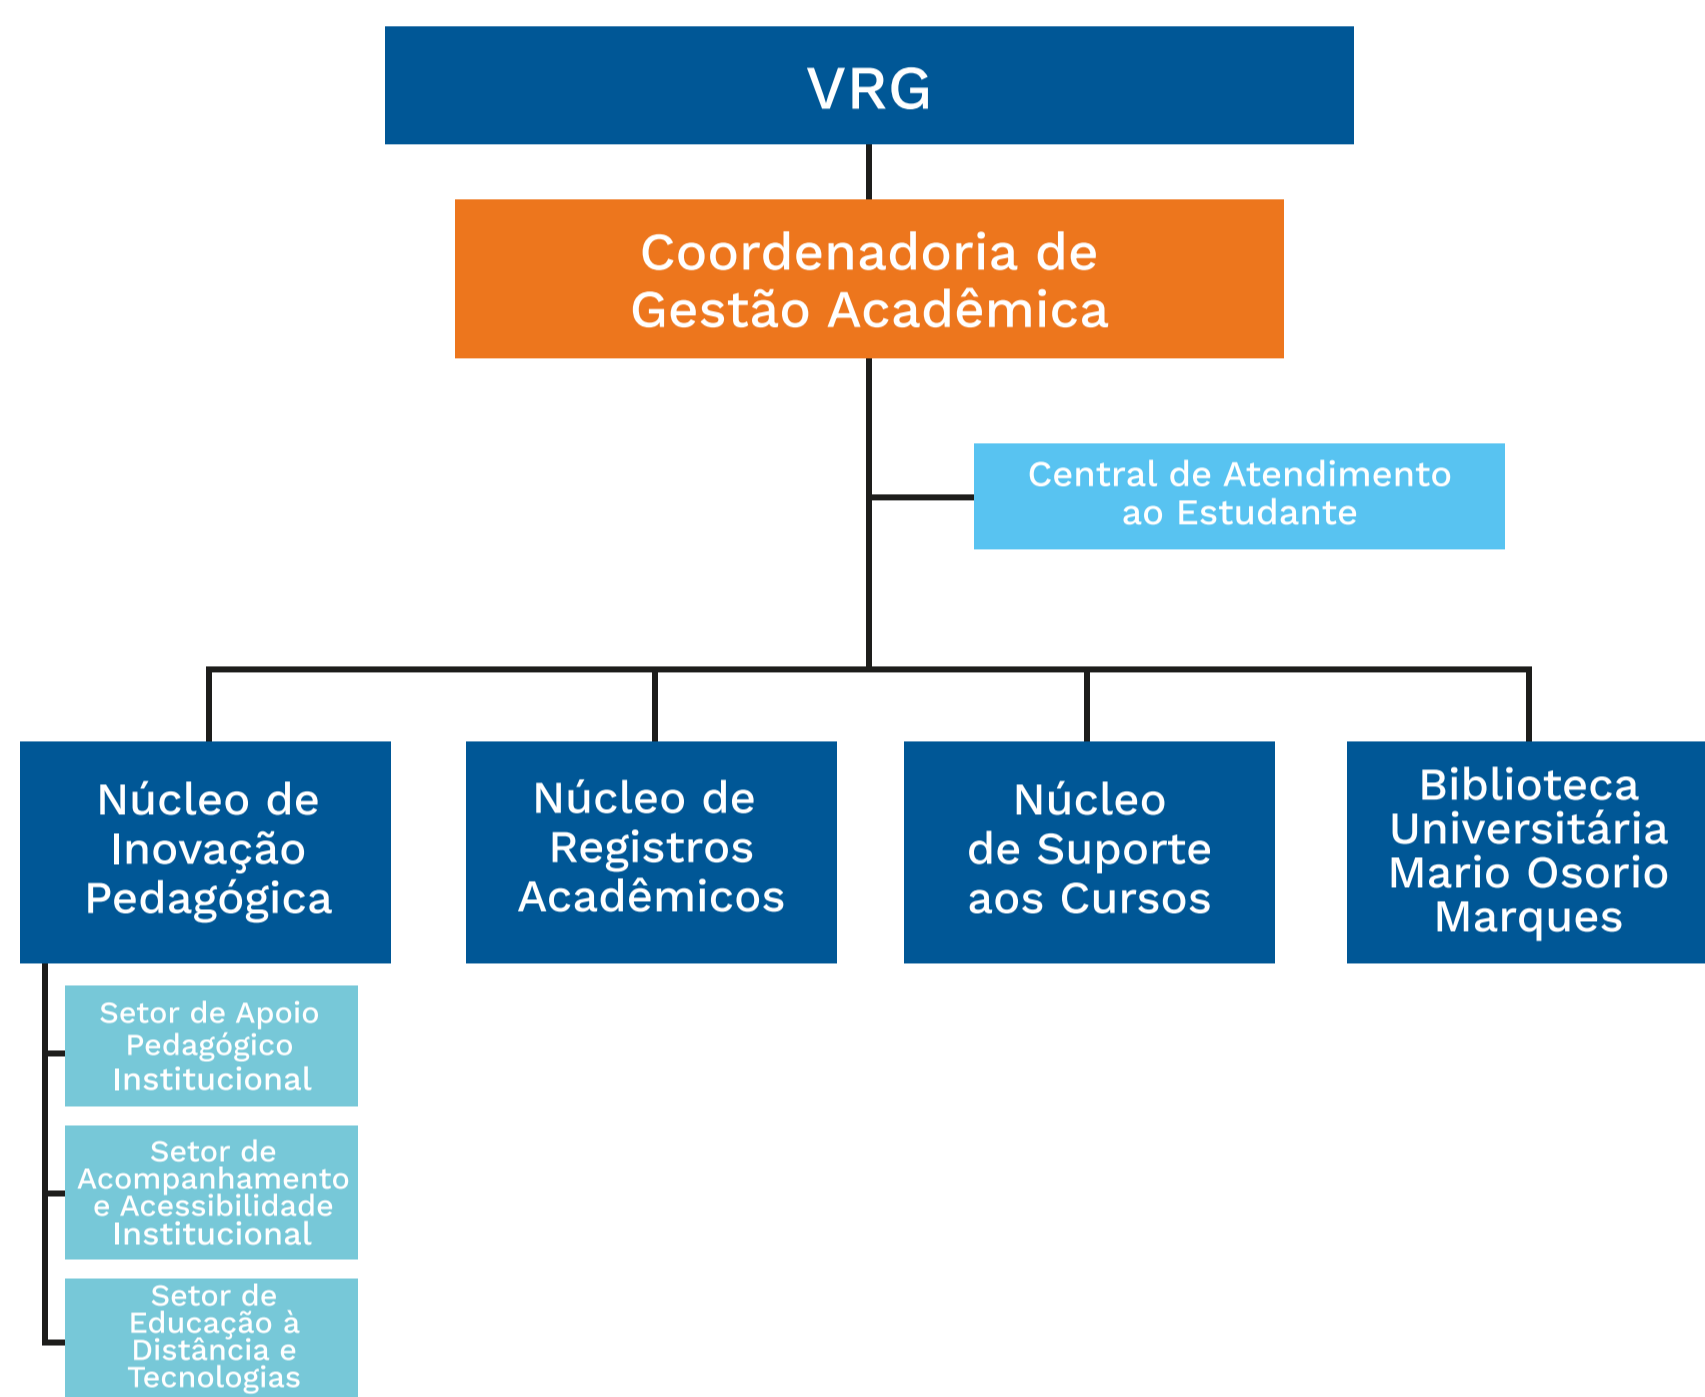 VRG
Coordenadoria de
Gestão Acadêmica
Central de Atendimento
ao Estudante
Núcleo de
Inovação
Pedagógica
Núcleo de
Registros
Acadêmicos
Núcleo
de Suporte
aos Cursos
Biblioteca
Universitária
Mario Osorio
Marques
Setor de Apoio
Pedagógico
Institucional
Setor de
Acompanhamento
e Acessibilidade
Institucional
Setor de
Educação à
Distância e
Tecnologias